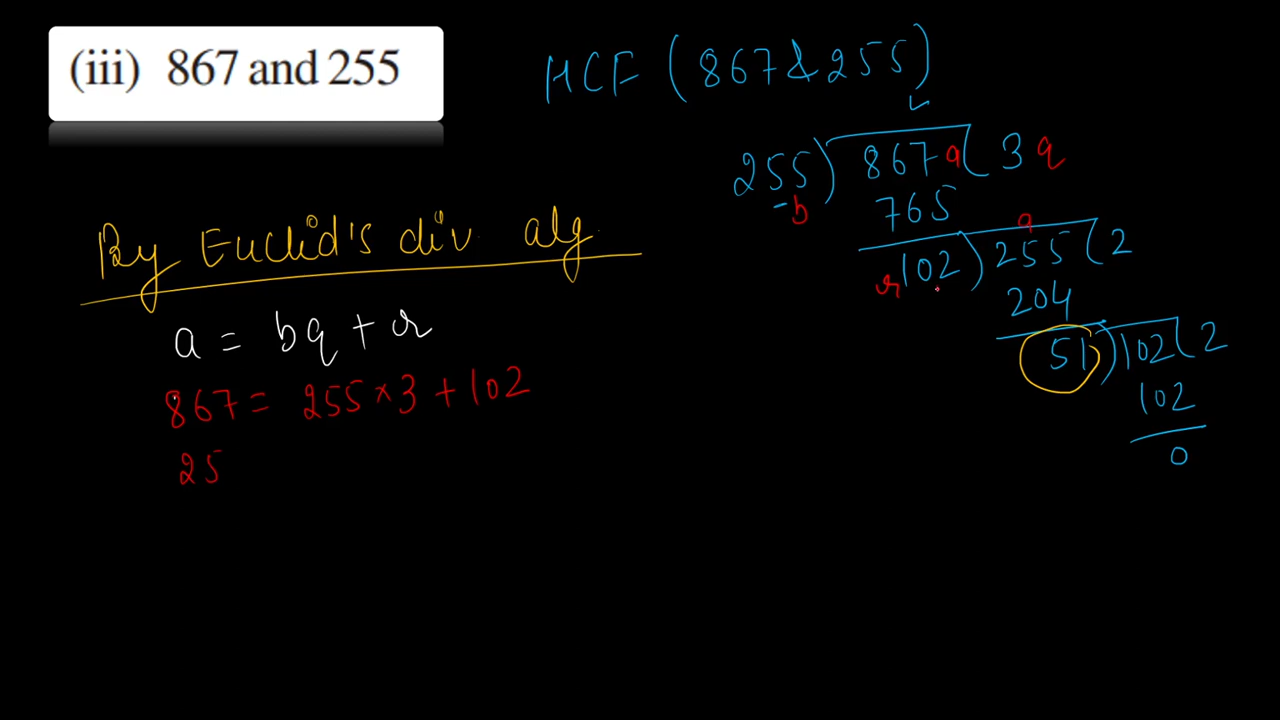 (iii) 867 and 255
HCF (867 & 255)
255) 867 a ( 3 q
b
765
r 102) 255 ( 2
a
204
51) 102 ( 2
102
0
By Euclid's div. alg.
a = bq + r
867 = 255 × 3 + 102
25